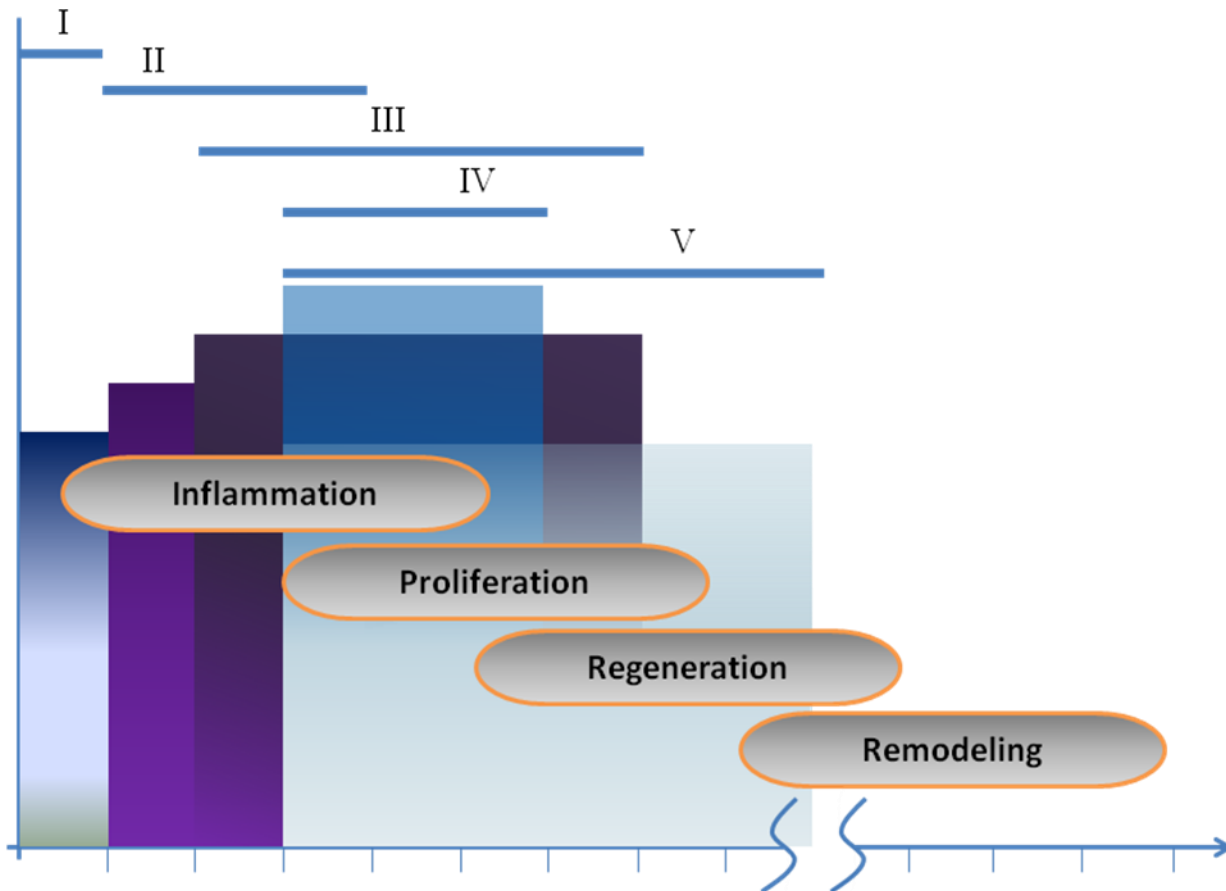 I
II
III
IV
V
Inflammation
Proliferation
Regeneration
Remodeling